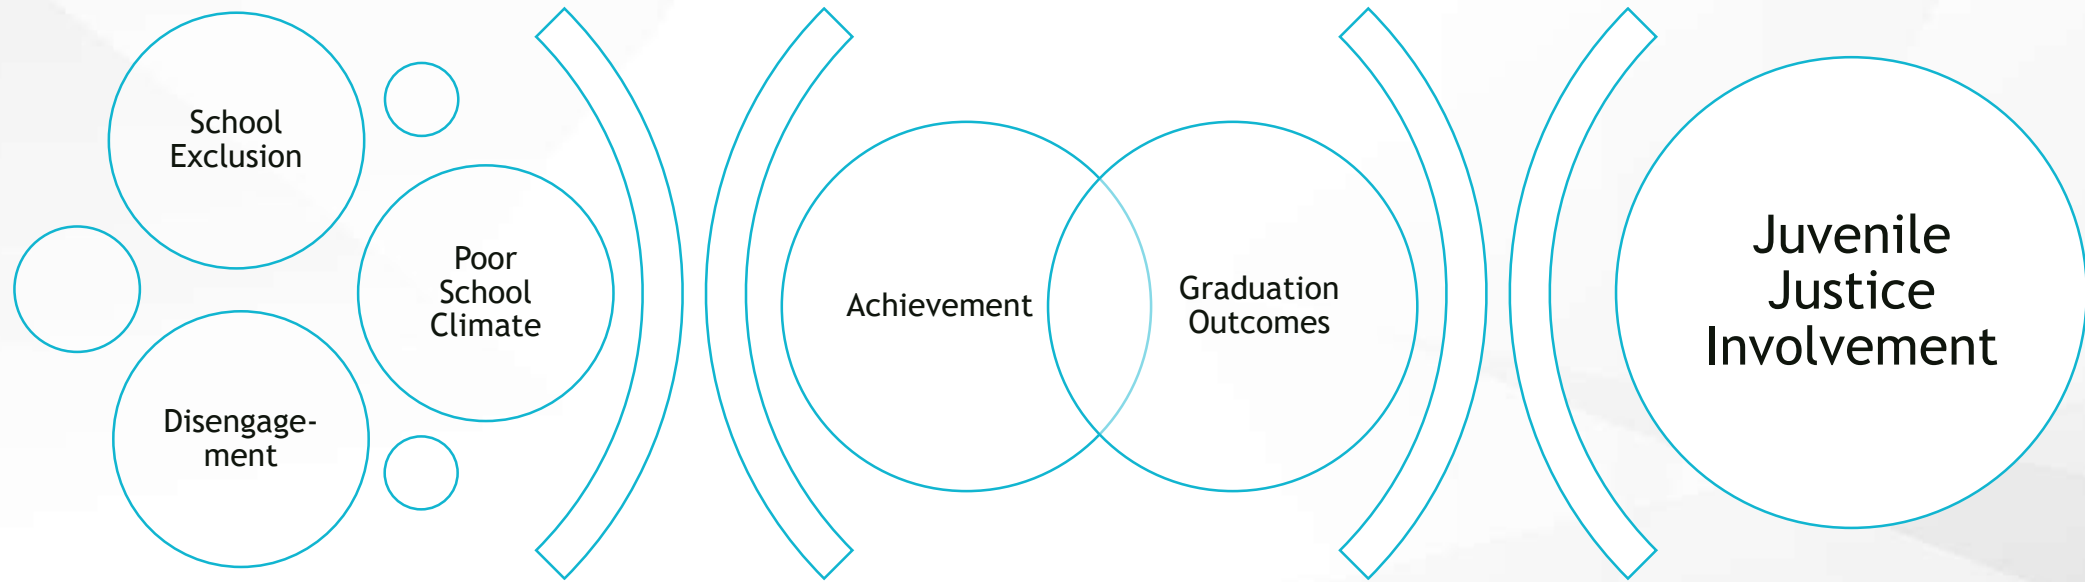 School
Exclusion
Poor
School
Climate
Disengage-
ment
Achievement
Graduation
Outcomes
Juvenile
Justice
Involvement